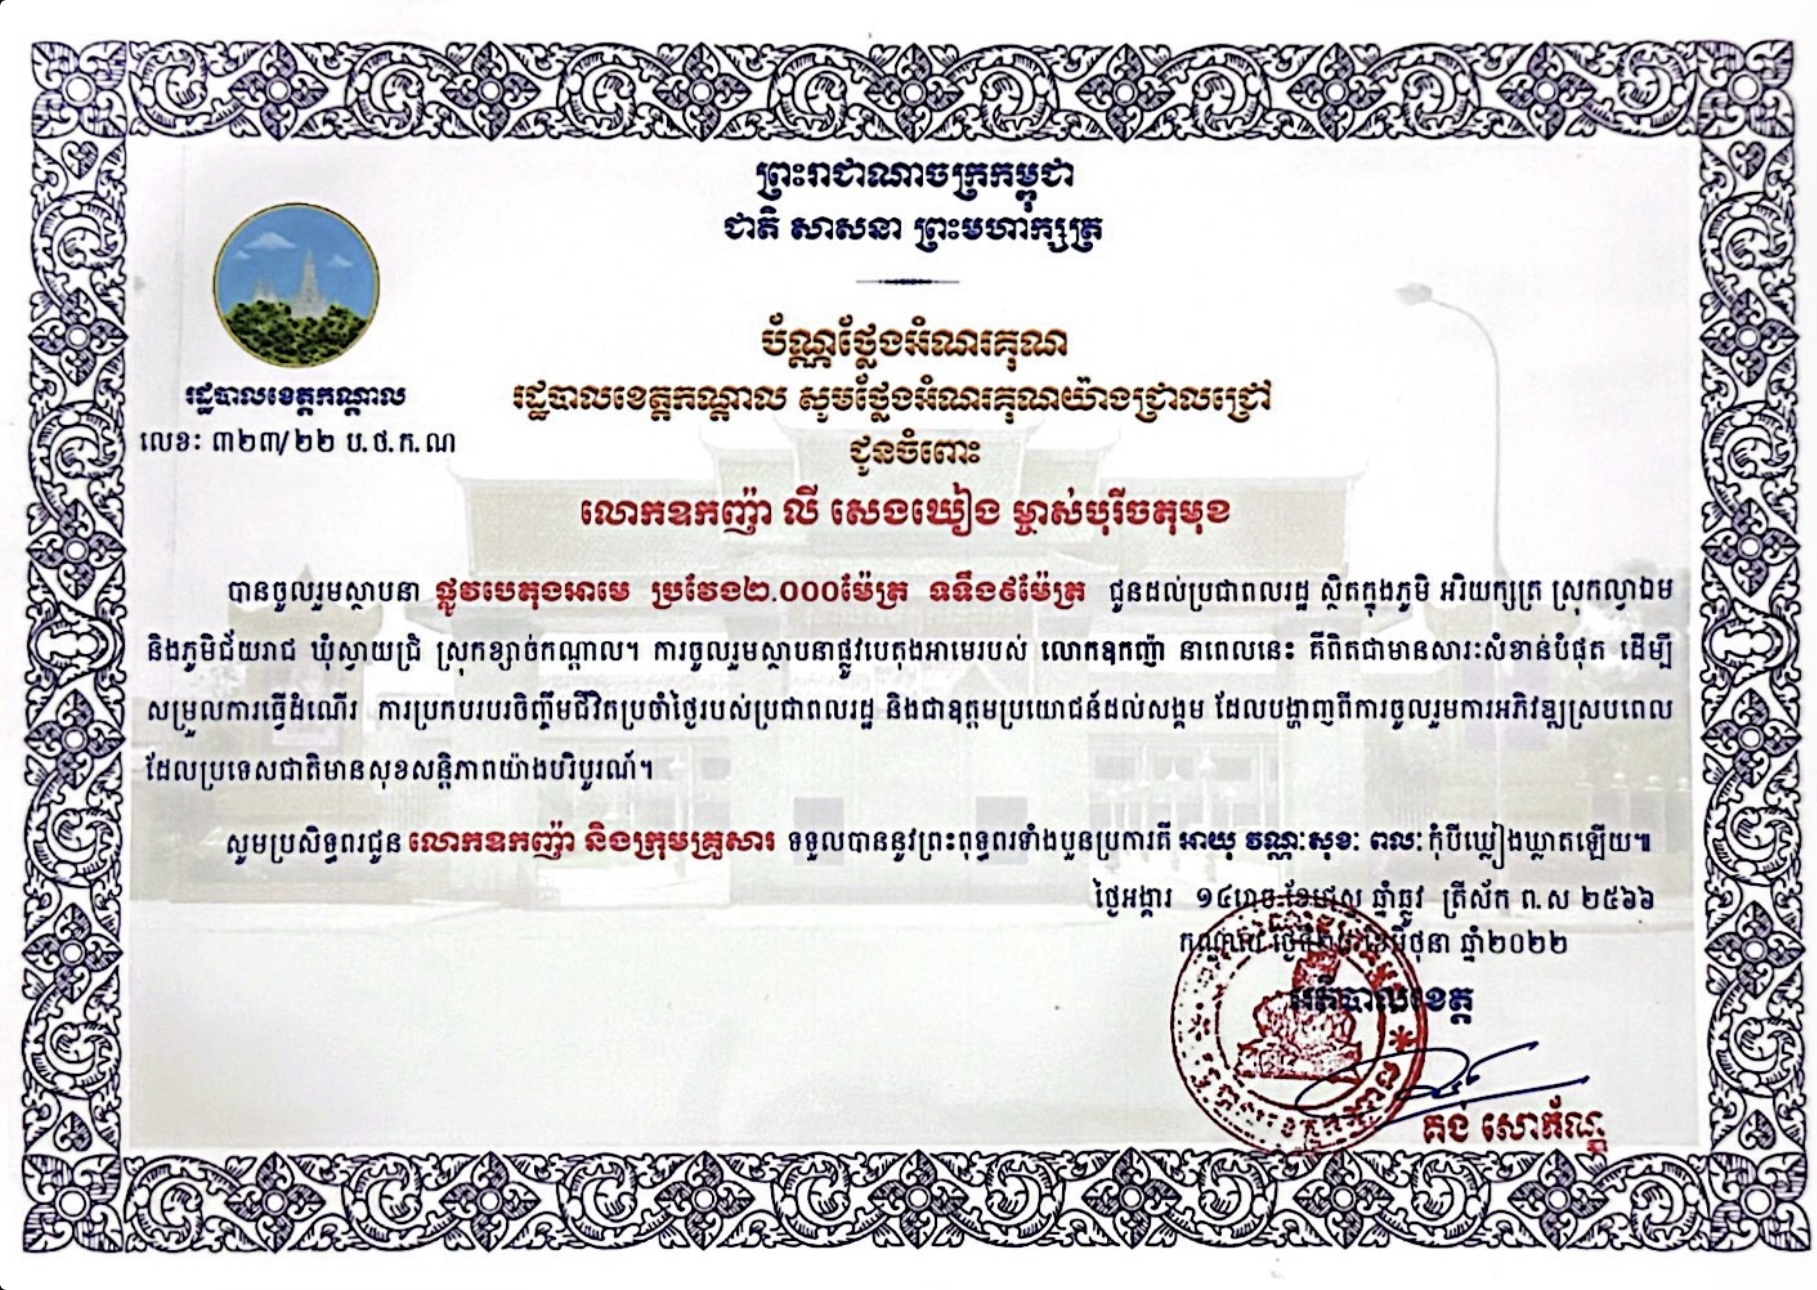 ព្រះរាជាណាចក្រកម្ពុជា
ជាតិ សាសនា ព្រះមហាក្សត្រ
រដ្ឋបាលខេត្តកណ្តាល
លេខៈ ៣២៣/២២ ប.ថ.ក.ណ
ប័ណ្ណថ្លែងអំណរគុណ
រដ្ឋបាលខេត្តកណ្តាល សូមថ្លែងអំណរគុណយ៉ាងជ្រាលជ្រៅ
ជូនចំពោះ
លោកឧកញ៉ា លី សេងឃៀង ម្ចាស់បុរីចតុមុខ
បានចូលរួមស្ថាបនា ផ្លូវបេតុងអាមេ ប្រវែង២.០០០ម៉ែត្រ ទទឹង៩ម៉ែត្រ ជូនដល់ប្រជាពលរដ្ឋ ស្ថិតក្នុងភូមិ អរិយក្សត្រ ស្រុកល្វាឯម
និងភូមិជ័យរាជ ឃុំស្វាយជ្រំ ស្រុកខ្សាច់កណ្តាល។ ការចូលរួមស្ថាបនាផ្លូវបេតុងអាមេរបស់ លោកឧកញ៉ា នាពេលនេះ គឺពិតជាមានសារៈសំខាន់បំផុត ដើម្បី
សម្រួលការធ្វើដំណើរ ការប្រកបរបរចិញ្ចឹមជីវិតប្រចាំថ្ងៃរបស់ប្រជាពលរដ្ឋ និងជាឧត្តមប្រយោជន៍ដល់សង្គម ដែលបង្ហាញពីការចូលរួមការអភិវឌ្ឍស្របពេល
ដែលប្រទេសជាតិមានសុខសន្តិភាពយ៉ាងបរិបូរណ៍។
សូមប្រសិទ្ធពរជូន លោកឧកញ៉ា និងក្រុមគ្រួសារ ទទួលបាននូវព្រះពុទ្ធពរទាំងបួនប្រការគឺ អាយុ វណ្ណៈ សុខៈ ពលៈ កុំបីឃ្លៀងឃ្លាតឡើយ៕
ថ្ងៃអង្គារ ១៤រោច ខែជេស្ឋ ឆ្នាំខាល ត្រីស័ក ព.ស ២៥៦៦
កណ្តាល ថ្ងៃទី ខែមិថុនា ឆ្នាំ២០២២
អភិបាលខេត្ត
គង់ សោភ័ណ្ឌ